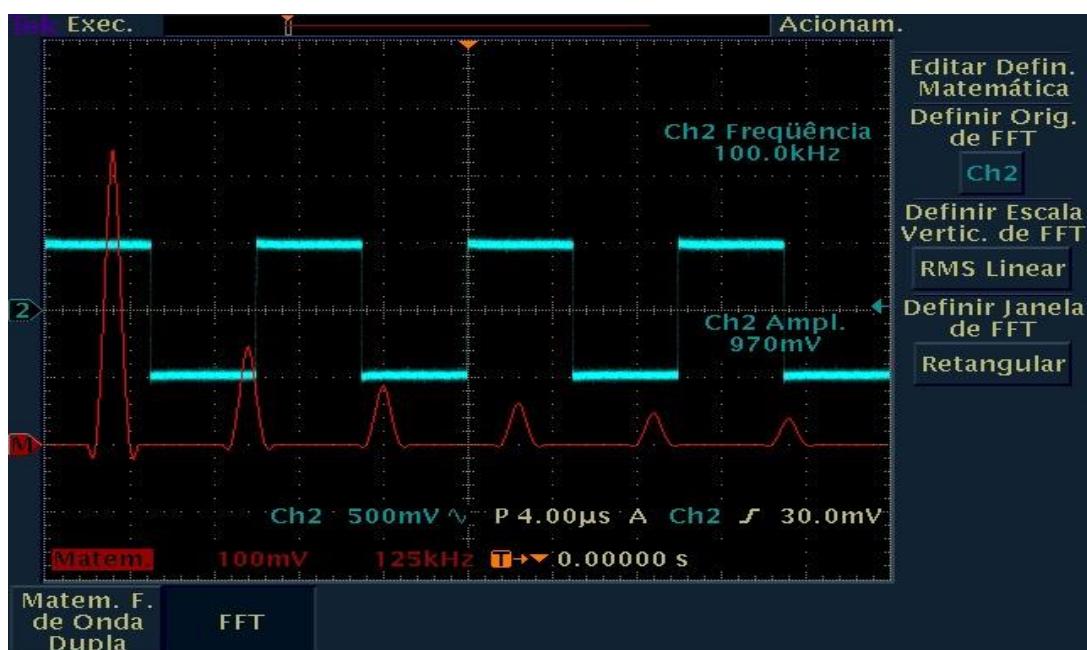 Tek Exec. Acionam.
Editar Defin.
Matemática
Definir Orig.
de FFT
Ch2
Ch2 Freqüência
100.0kHz
Definir Escala
Vertic. de FFT
RMS Linear
2
Ch2 Ampl.
970mV
Definir Janela
de FFT
Retangular
M
Ch2 500mV P 4.00µs A Ch2 30.0mV
Matem. 100mV 125kHz T 0.00000 s
Matem. F.
de Onda
Dupla
FFT